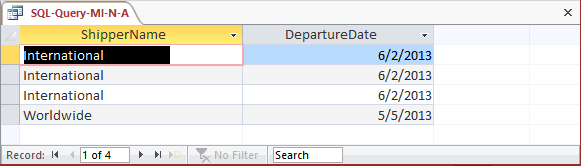 SQL-Query-MI-N-A
ShipperName DepartureDate
International 6/2/2013
International 6/2/2013
International 6/2/2013
Worldwide 5/5/2013
Record: 1 of 4 No Filter Search